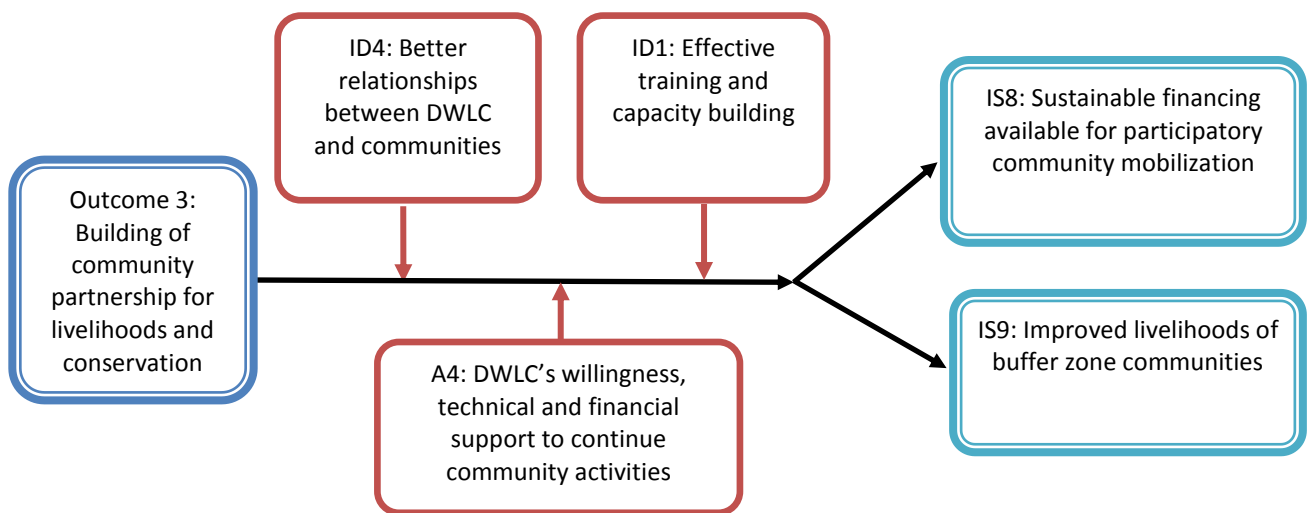 Outcome 3:
Building of
community
partnership for
livelihoods and
conservation
ID4: Better
relationships
between DWLC
and communities
ID1: Effective
training and
capacity building
A4: DWLC’s willingness,
technical and financial
support to continue
community activities
IS8: Sustainable financing
available for participatory
community mobilization
IS9: Improved livelihoods of
buffer zone communities